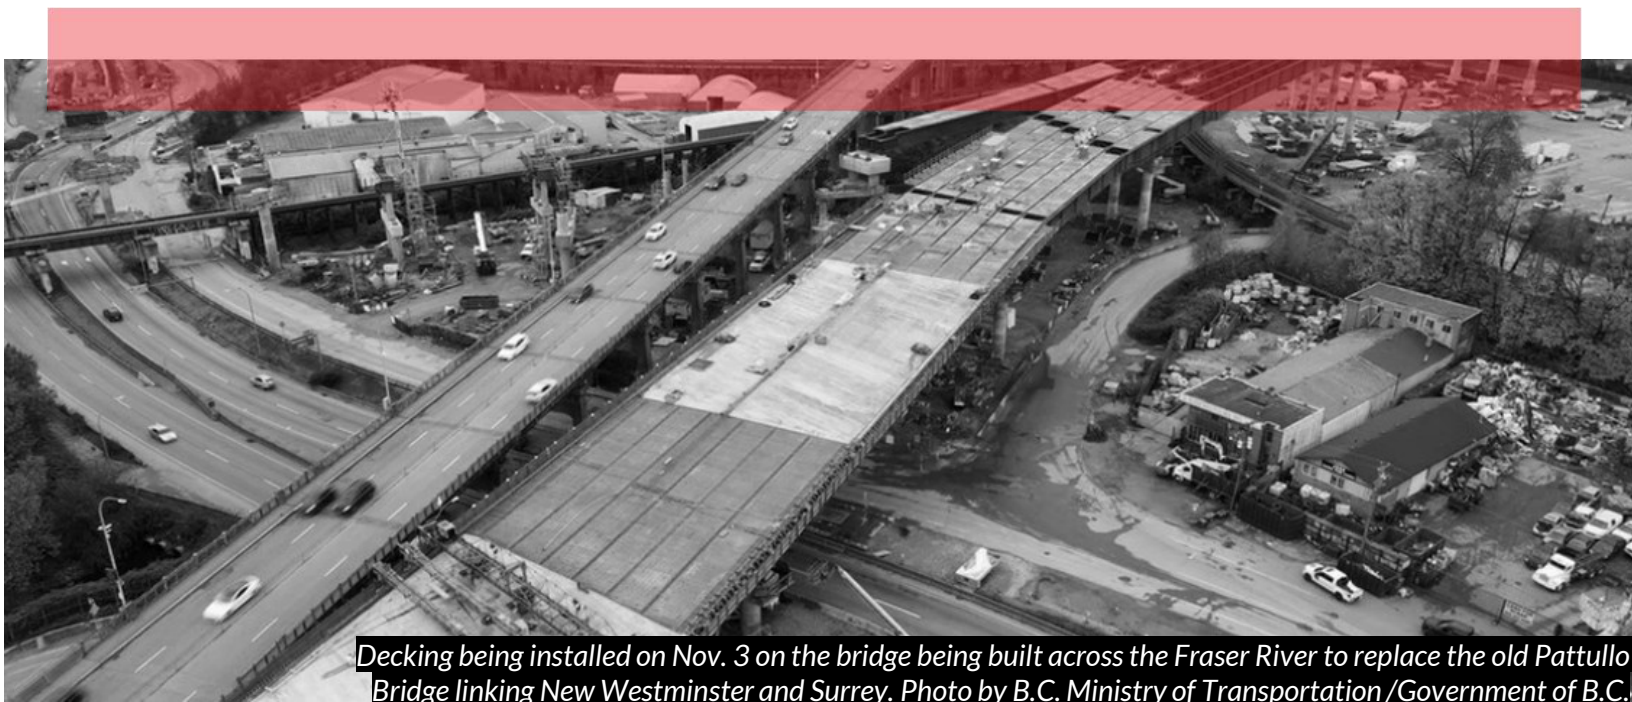 Decking being installed on Nov. 3 on the bridge being built across the Fraser River to replace the old Pattullo
Bridge linking New Westminster and Surrey. Photo by B.C. Ministry of Transportation /Government of B.C.